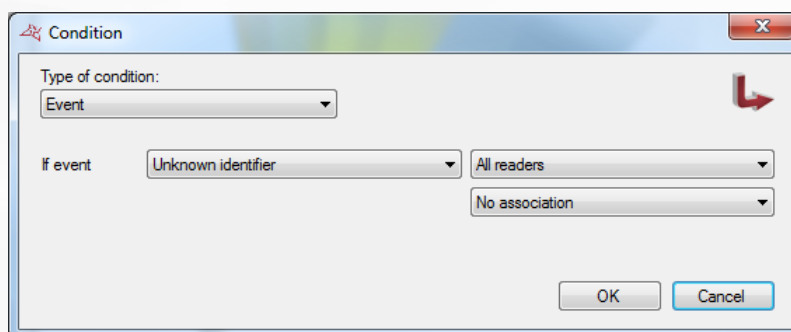 Condition
Type of condition:
Event
If event Unknown identifier All readers
No association
OK Cancel